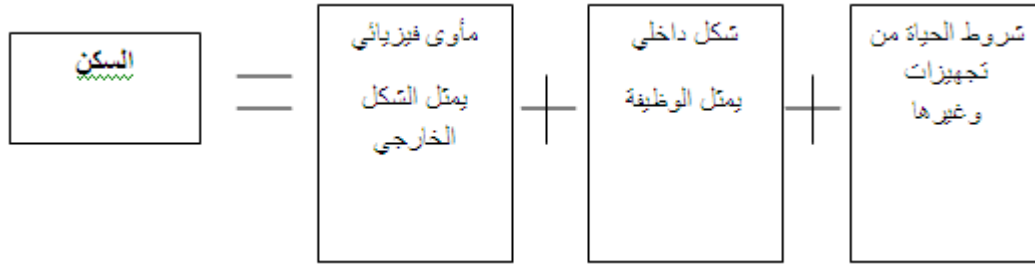 السكن
=
مأوى فيزيائي
يمثل الشكل
الخارجي
+
شكل داخلي
يمثل الوظيفة
+
شروط الحياة من
تجهيزات
وغيرها